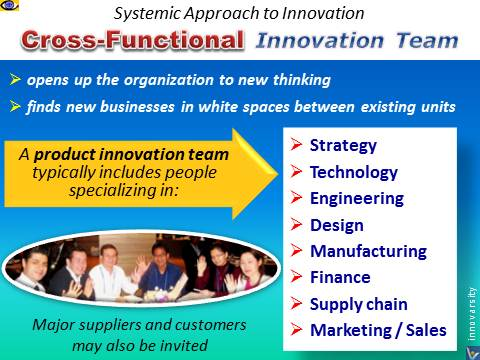 Systemic Approach to Innovation
Cross-Functional Innovation Team
opens up the organization to new thinking
finds new businesses in white spaces between existing units
A product innovation team
typically includes people
specializing in:
Strategy
Technology
Engineering
Design
Manufacturing
Finance
Supply chain
Marketing / Sales
Major suppliers and customers
may also be invited
innovarsity